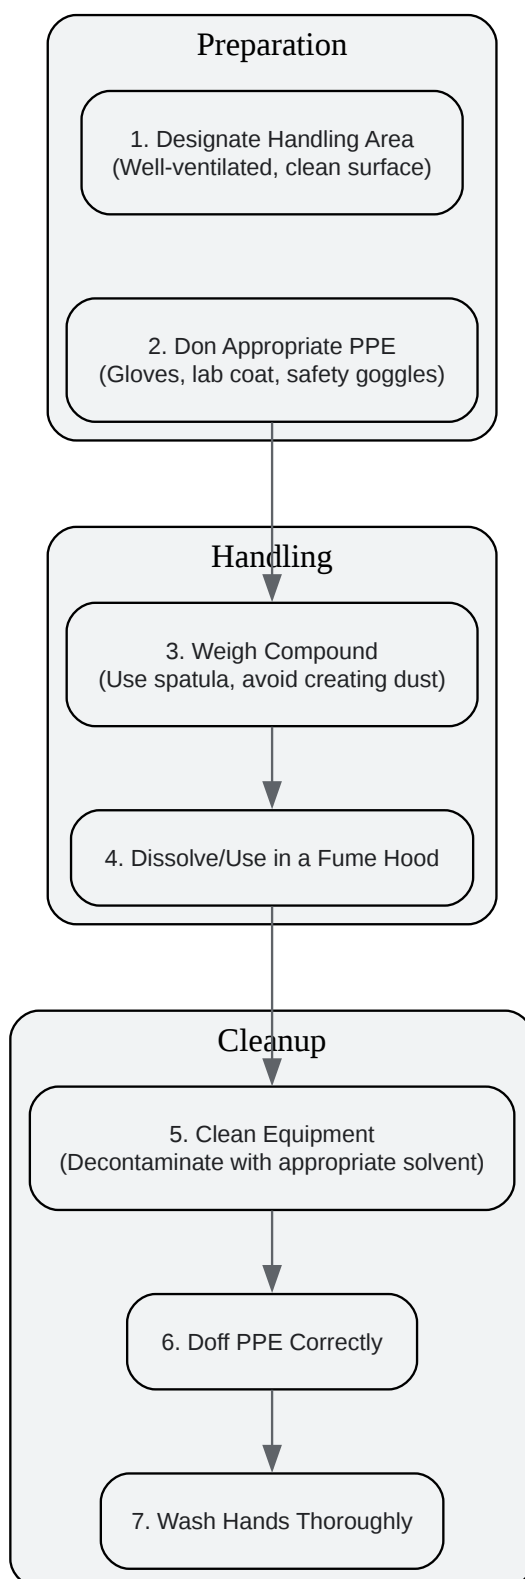 Preparation
1. Designate Handling Area
(Well-ventilated, clean surface)
2. Don Appropriate PPE
(Gloves, lab coat, safety goggles)
Handling
3. Weigh Compound
(Use spatula, avoid creating dust)
4. Dissolve/Use in a Fume Hood
Cleanup
5. Clean Equipment
(Decontaminate with appropriate solvent)
6. Doff PPE Correctly
7. Wash Hands Thoroughly